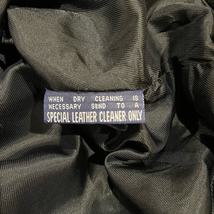 WHEN DRY CLEANING IS
NECESSARY SEND TO A
SPECIAL LEATHER CLEANER ONLY